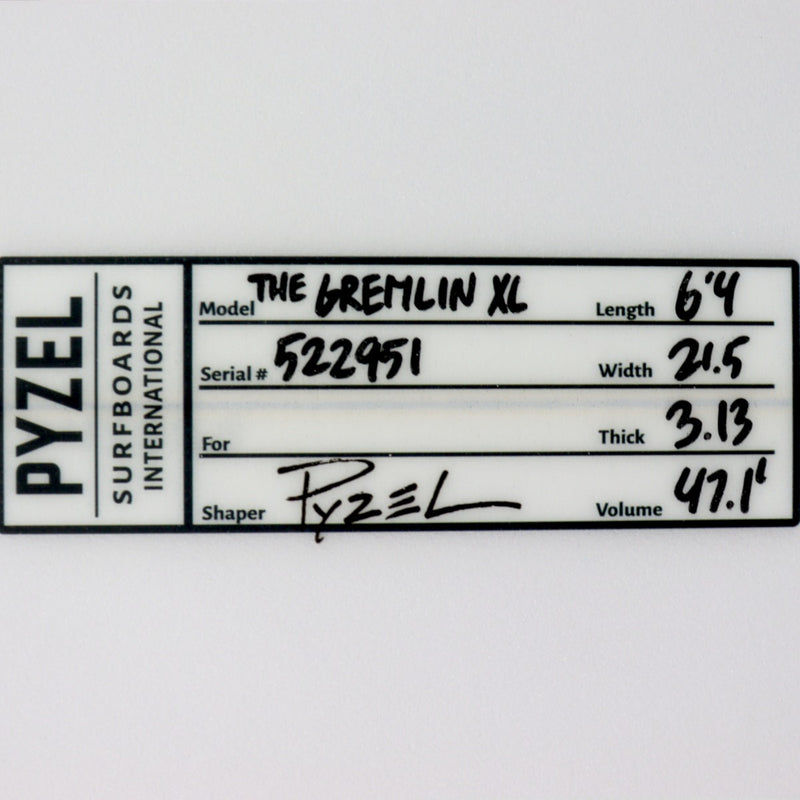 PYZEL
SURFBOARDS
INTERNATIONAL
Model THE GREMLIN XL Length 6'4
Serial # 522951 Width 21.5
For Thick 3.13
Shaper PYZEL Volume 47.1l